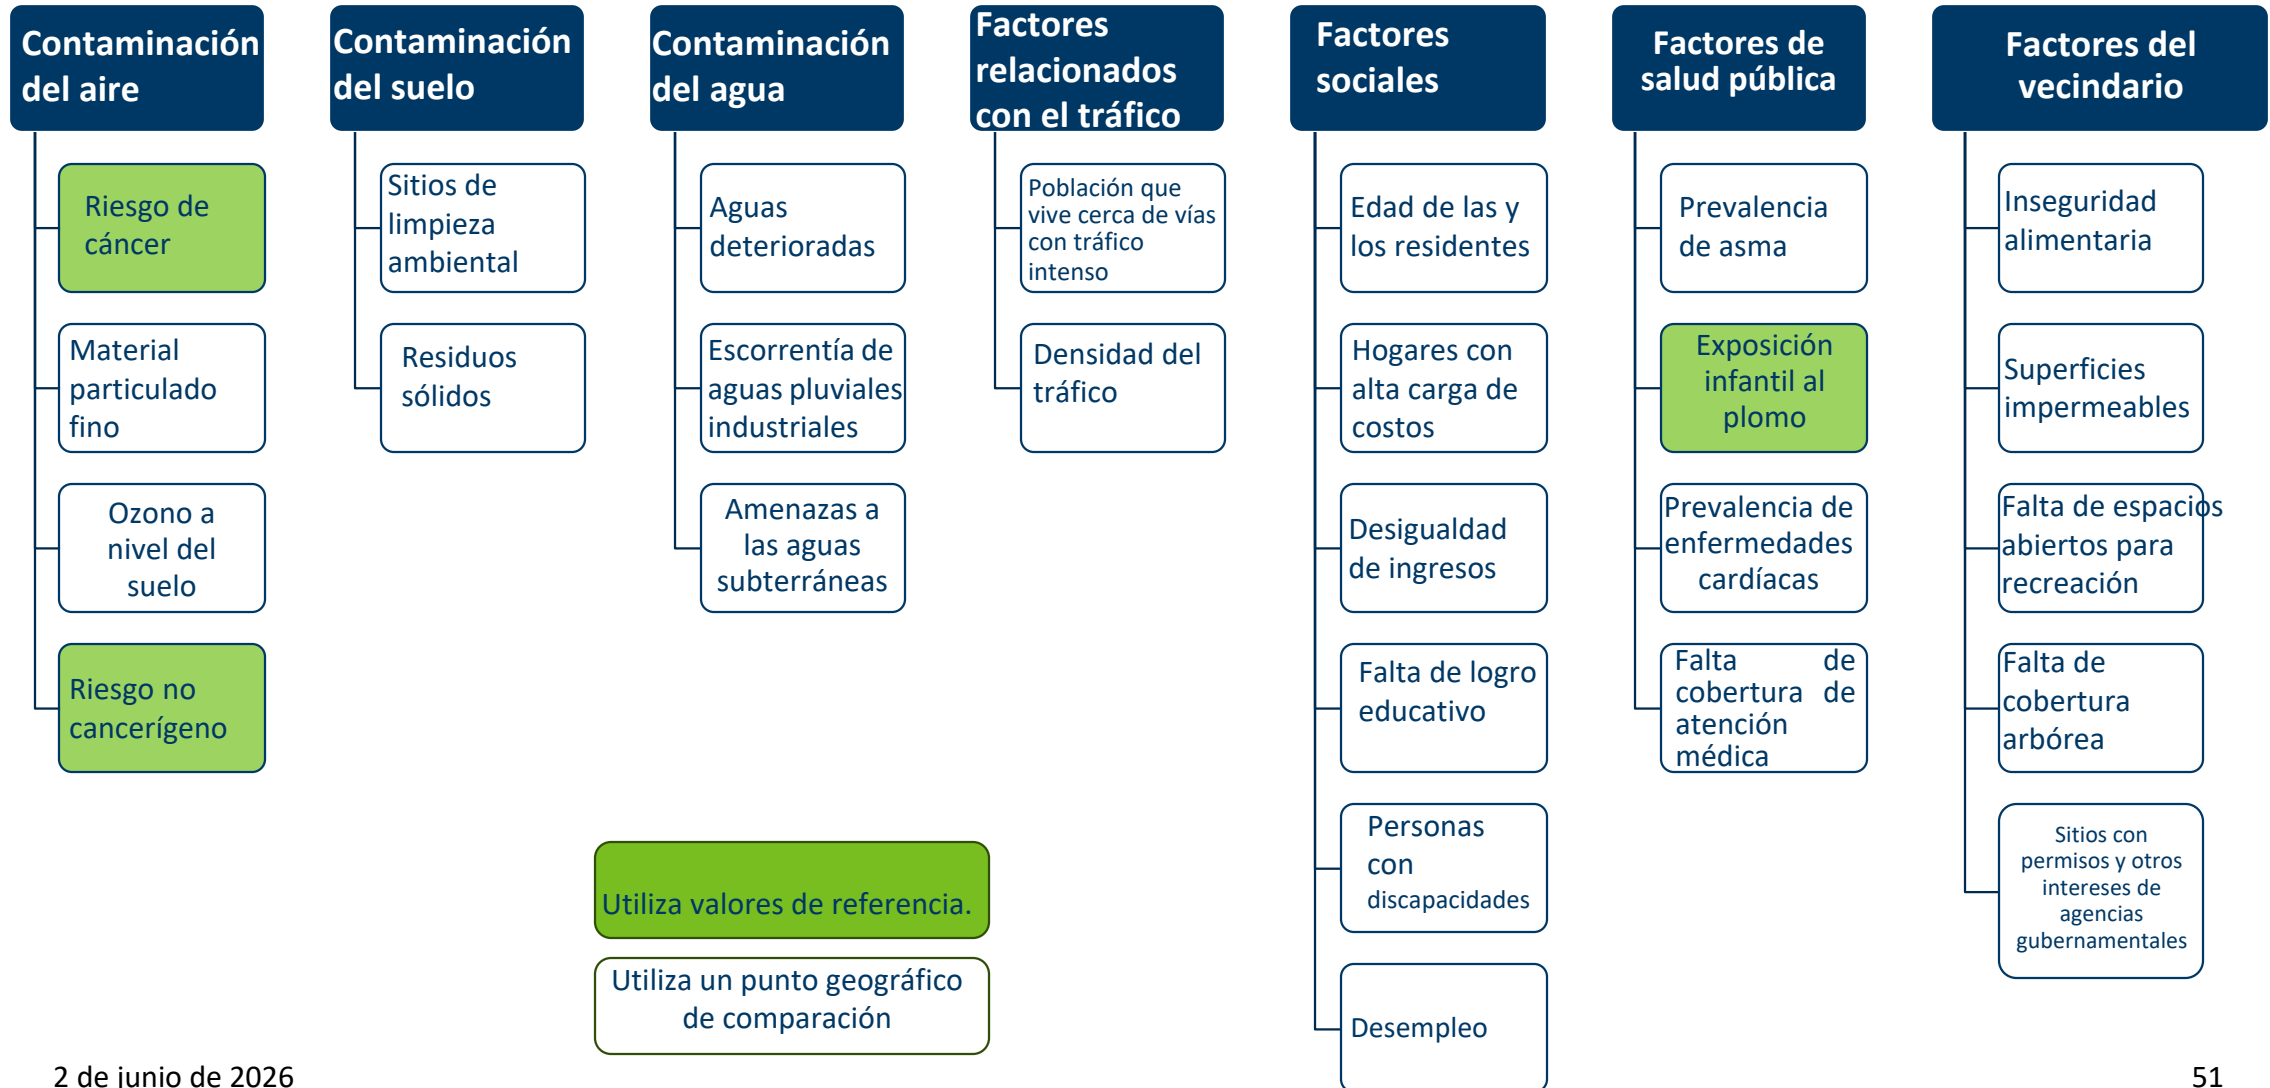 Contaminación
del aire
Riesgo de
cáncer
Material
particulado
fino
Ozono a
nivel del
suelo
Riesgo no
cancerígeno
Contaminación
del suelo
Sitios de
limpieza
ambiental
Residuos
sólidos
Contaminación
del agua
Aguas
deterioradas
Escorrentía de
aguas pluviales
industriales
Amenazas a
las aguas
subterráneas
Factores
relacionados
con el tráfico
Población que
vive cerca de vías
con tráfico
intenso
Densidad del
tráfico
Factores
sociales
Edad de las y
los residentes
Hogares con
alta carga de
costos
Desigualdad
de ingresos
Falta de logro
educativo
Personas
con
discapacidades
Desempleo
Factores de
salud pública
Prevalencia
de asma
Exposición
infantil al
plomo
Prevalencia de
enfermedades
cardíacas
Falta de
cobertura de
atención
médica
Factores del
vecindario
Inseguridad
alimentaria
Superficies
impermeables
Falta de espacios
abiertos para
recreación
Falta de
cobertura
arbórea
Sitios con
permisos y otros
intereses de
agencias
gubernamentales
Utiliza valores de referencia.
Utiliza un punto geográfico
de comparación
2 de junio de 2026
51